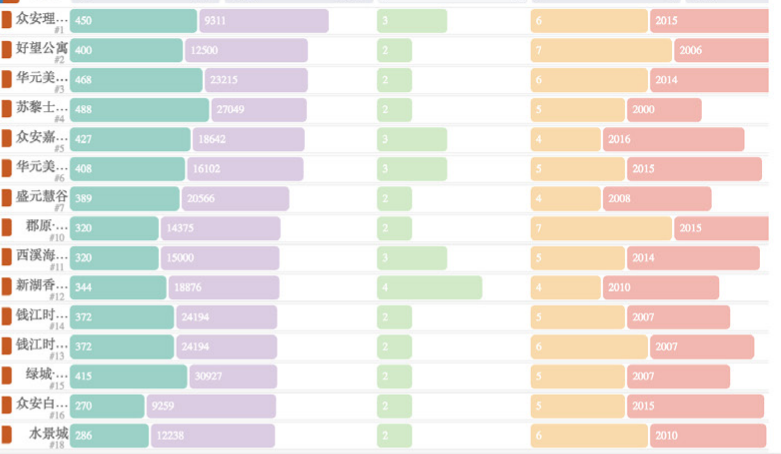 众安理… 450 9311 3 6 2015
#1
好望公寓 400 12500 2 7 2006
#2
华元美… 468 23215 2 6 2014
#3
苏黎士… 488 27049 2 5 2000
#4
众安嘉… 427 18642 3 4 2016
#5
华元美… 408 16102 3 5 2015
#6
盛元慧谷 389 20566 2 4 2008
#7
郡原·… 320 14375 2 7 2015
#10
西溪海… 320 15000 3 5 2014
#11
新湖香… 344 18876 4 4 2010
#12
钱江时… 372 24194 2 5 2007
#14
钱江时… 372 24194 2 6 2007
#13
绿城·… 415 30927 2 5 2007
#15
众安白… 270 9259 2 5 2015
#16
水景城 286 12238 2 6 2010
#18